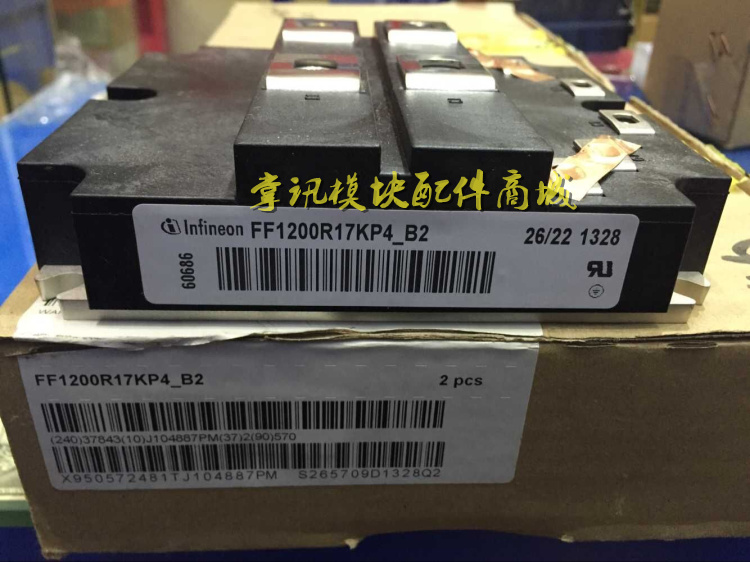 掌讯模块配件商城
Infineon FF1200R17KP4_B2 26/22 1328
60686
FF1200R17KP4_B2 2 pcs
(240)37843(10)J104887PM(37)2(90)570
X950572481TJ104887PM S265709D1328Q2